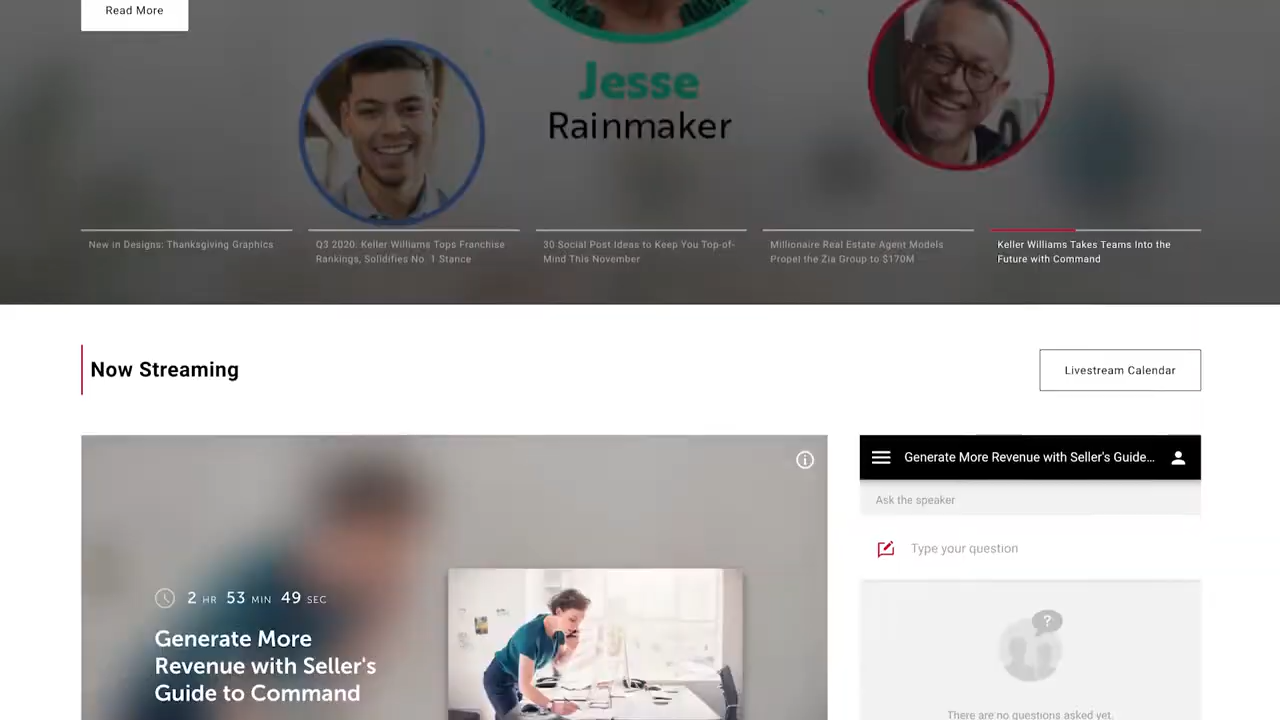 Read More
Jesse
Rainmaker
New in Designs: Thanksgiving Graphics
Q3 2020: Keller Williams Tops Franchise
Rankings, Solidifies No. 1 Stance
30 Social Post Ideas to Keep You Top-of-
Mind This November
Millionaire Real Estate Agent Models
Propel the Zia Group to $170M
Keller Williams Takes Teams Into the
Future with Command
Now Streaming
Livestream Calendar
Generate More Revenue with Seller's Guide...
Ask the speaker
Type your question
2 HR 53 MIN 49 SEC
Generate More
Revenue with Seller's
Guide to Command
?
There are no questions asked yet.